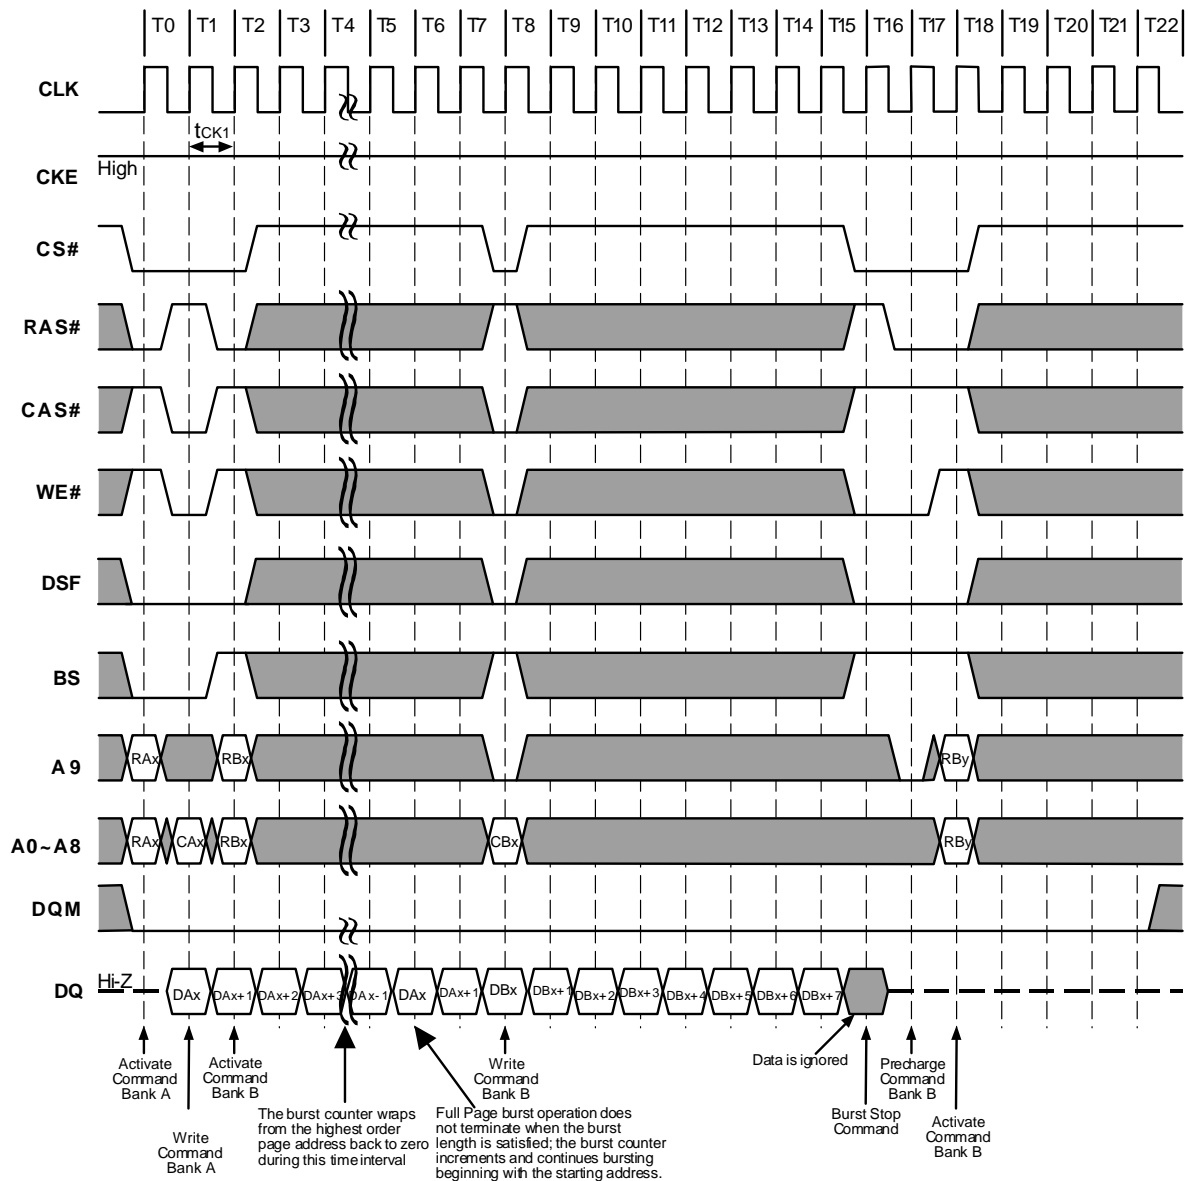 T0 T1 T2 T3 T4 T5 T6 T7 T8 T9 T10 T11 T12 T13 T14 T15 T16 T17 T18 T19 T20 T21 T22
CLK
tCK1
High
CKE
CS#
RAS#
CAS#
WE#
DSF
BS
A9 RAx RBx RBy
A0~A8 RAx CAx RBx CBx RBy
DQM
Hi-Z
DQ DAx DAx+1 DAx+2 DAx+3 DAx-1 DAx DAx+1 DBx DBx+1 DBx+2 DBx+3 DBx+4 DBx+5 DBx+6 DBx+7
Activate
Command
Bank A
Write
Command
Bank A
Activate
Command
Bank B
The burst counter wraps
from the highest order
page address back to zero
during this time interval
Full Page burst operation does
not terminate when the burst
length is satisfied; the burst counter
increments and continues bursting
beginning with the starting address.
Write
Command
Bank B
Data is ignored
Burst Stop
Command
Precharge
Command
Bank B
Activate
Command
Bank B